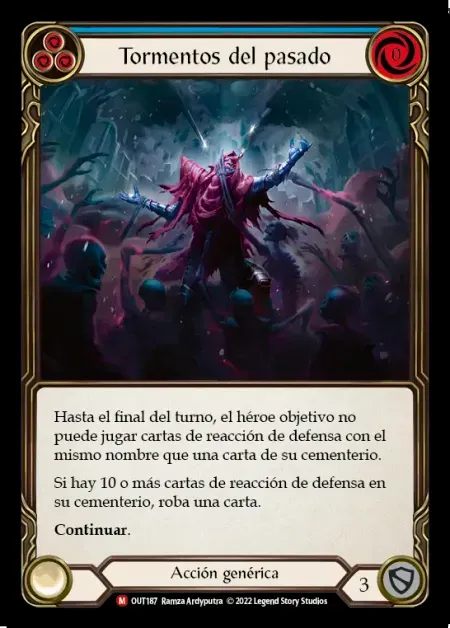 Tormentos del pasado
0
Hasta el final del turno, el héroe objetivo no
puede jugar cartas de reacción de defensa con el
mismo nombre que una carta de su cementerio.
Si hay 10 o más cartas de reacción de defensa en
su cementerio, roba una carta.
Continuar.
Acción genérica
3
M OUT187 Ramza Ardyputra © 2022 Legend Story Studios